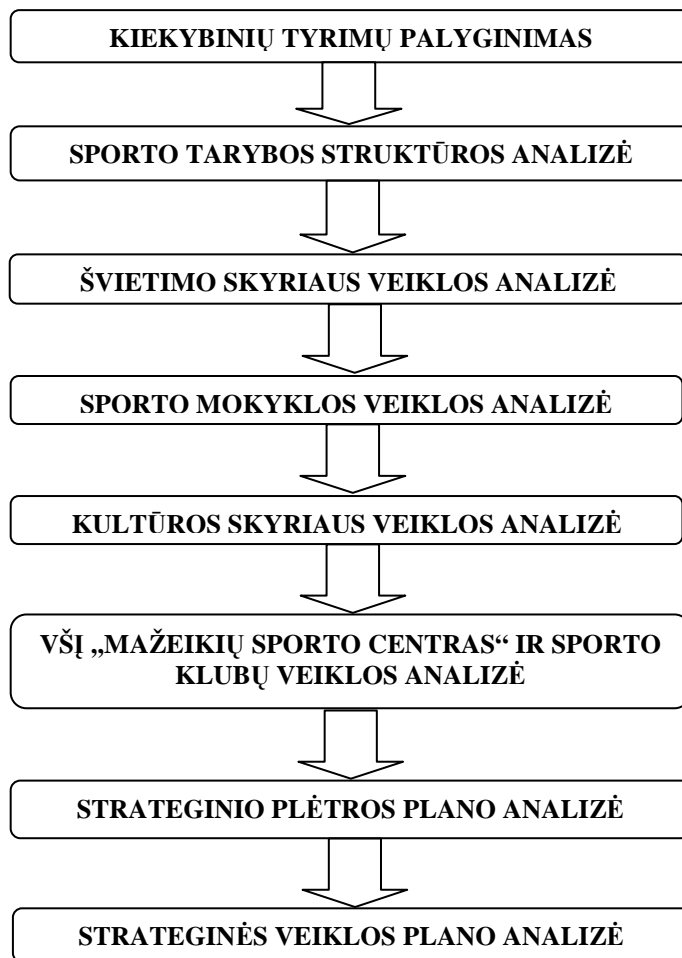 KIEKYBINIŲ TYRIMŲ PALYGINIMAS
SPORTO TARYBOS STRUKTŪROS ANALIZĖ
ŠVIETIMO SKYRIAUS VEIKLOS ANALIZĖ
SPORTO MOKYKLOS VEIKLOS ANALIZĖ
KULTŪROS SKYRIAUS VEIKLOS ANALIZĖ
VŠĮ „MAŽEIKIŲ SPORTO CENTRAS“ IR SPORTO
KLUBŲ VEIKLOS ANALIZĖ
STRATEGINIO PLĖTROS PLANO ANALIZĖ
STRATEGINĖS VEIKLOS PLANO ANALIZĖ